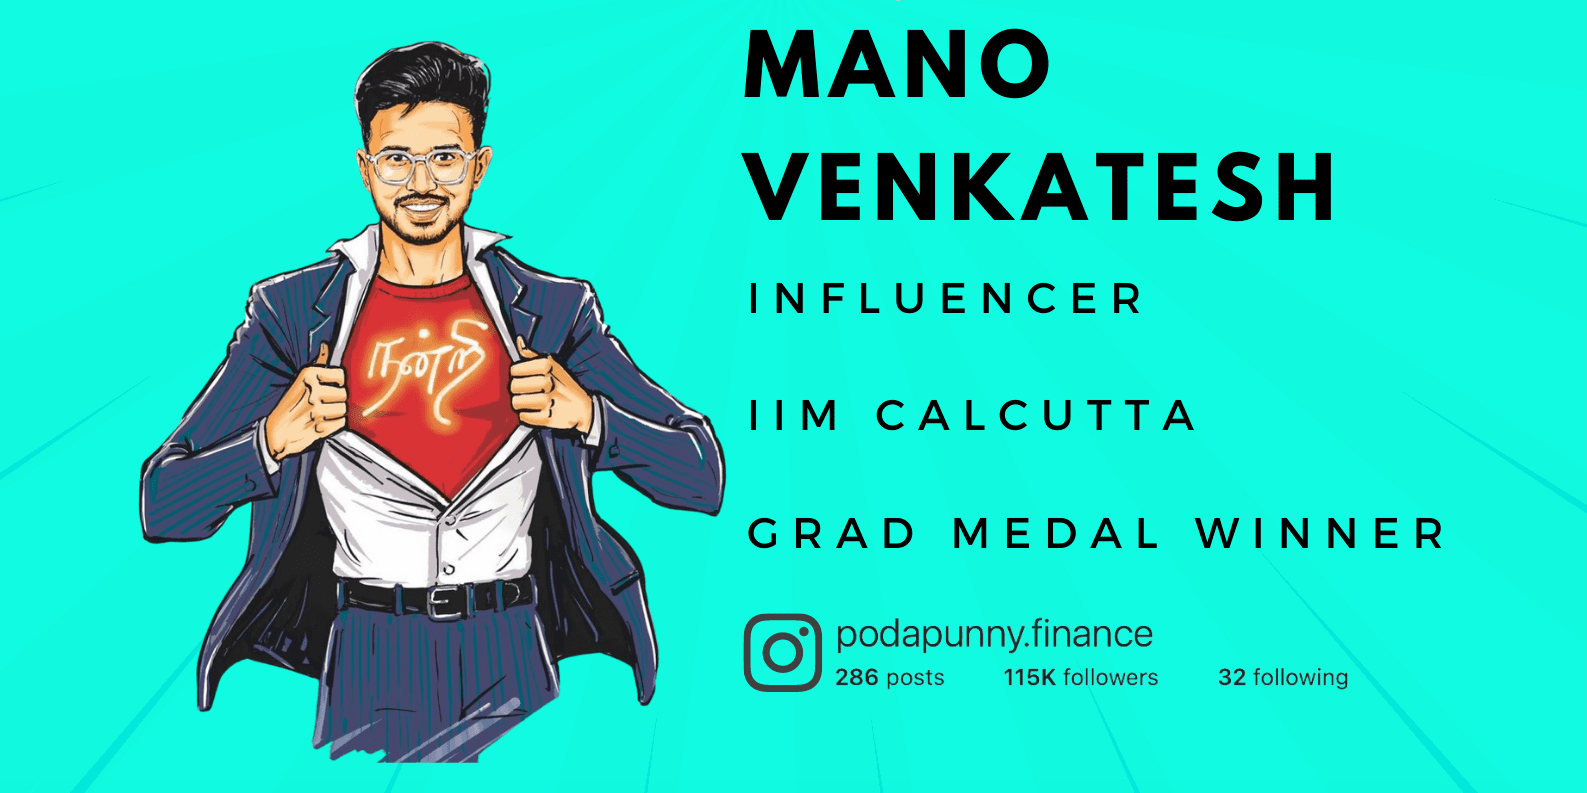 MANO
VENKATESH
INFLUENCER
IIM CALCUTTA
GRAD MEDAL WINNER
podapunny.finance
286 posts 115K followers 32 following
நன்றி